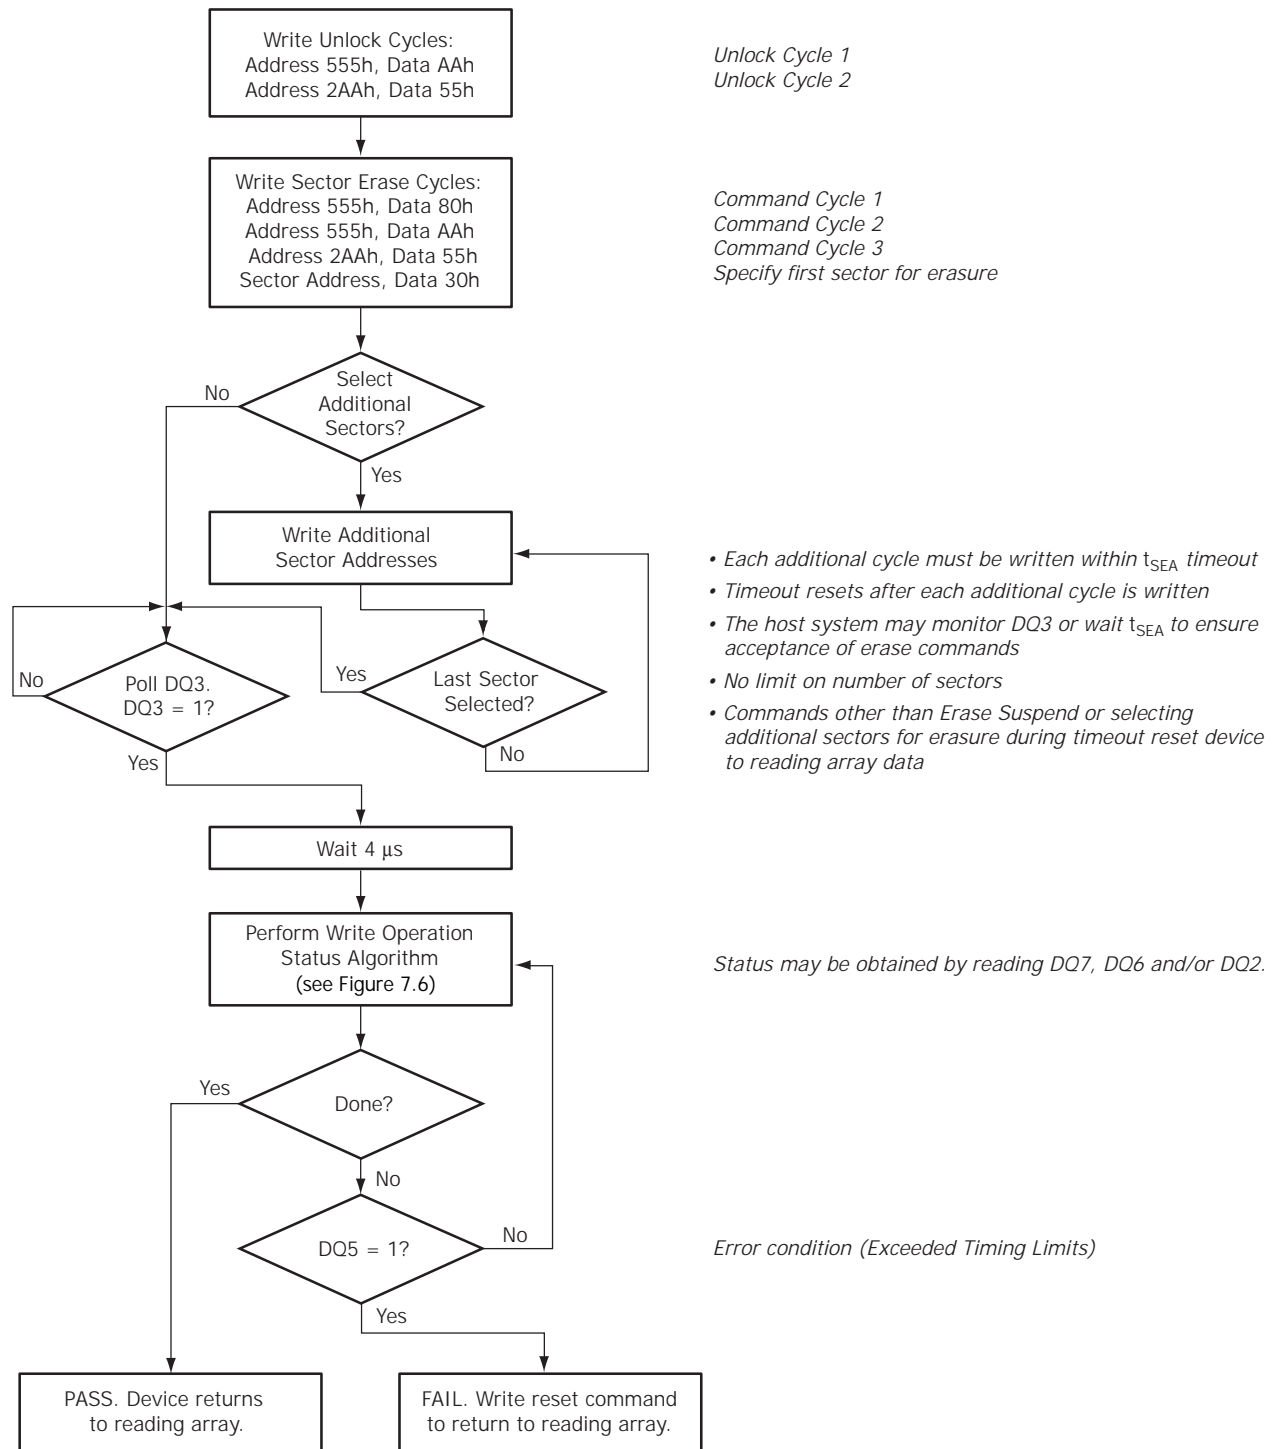 Write Unlock Cycles:
Address 555h, Data AAh
Address 2AAh, Data 55h
Unlock Cycle 1
Unlock Cycle 2
Write Sector Erase Cycles:
Address 555h, Data 80h
Address 555h, Data AAh
Address 2AAh, Data 55h
Sector Address, Data 30h
Command Cycle 1
Command Cycle 2
Command Cycle 3
Specify first sector for erasure
Select
Additional
Sectors?
No
Yes
Write Additional
Sector Addresses
• Each additional cycle must be written within tSEA timeout
• Timeout resets after each additional cycle is written
• The host system may monitor DQ3 or wait tSEA to ensure
acceptance of erase commands
• No limit on number of sectors
• Commands other than Erase Suspend or selecting
additional sectors for erasure during timeout reset device
to reading array data
No
Poll DQ3.
DQ3 = 1?
Yes
Last Sector
Selected?
Yes
No
Wait 4 μs
Perform Write Operation
Status Algorithm
(see Figure 7.6)
Status may be obtained by reading DQ7, DQ6 and/or DQ2.
Yes
Done?
No
DQ5 = 1?
No
Error condition (Exceeded Timing Limits)
Yes
PASS. Device returns
to reading array.
FAIL. Write reset command
to return to reading array.